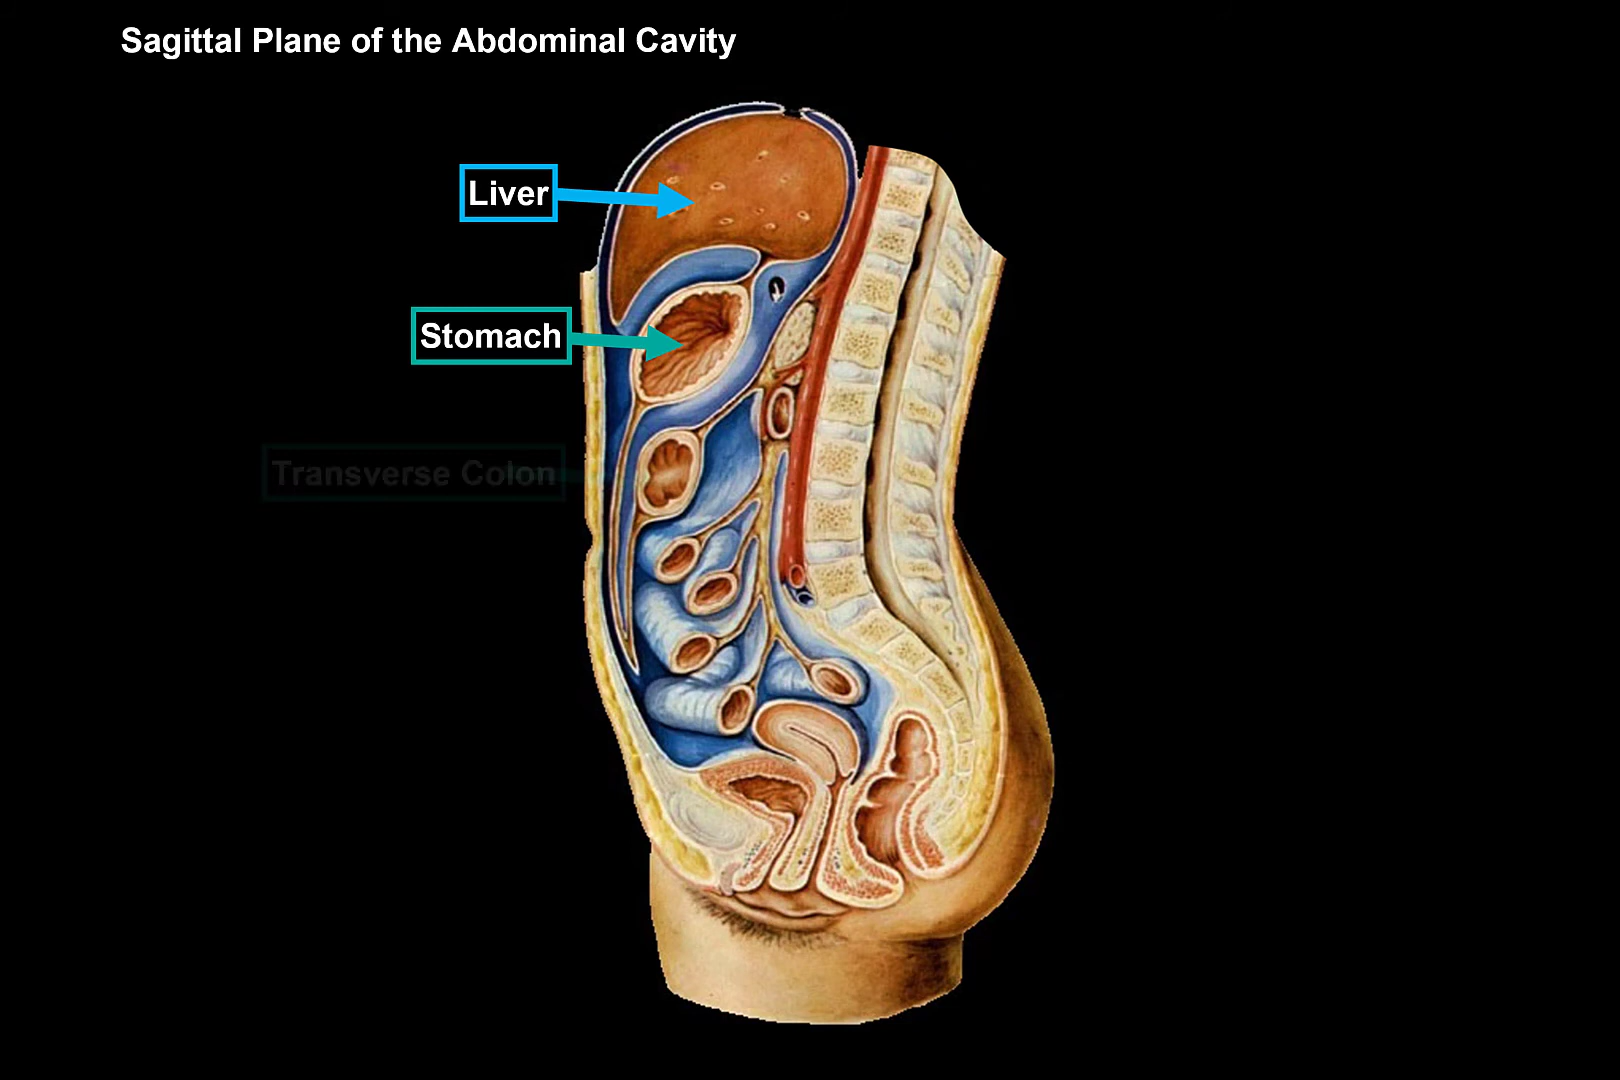 Sagittal Plane of the Abdominal Cavity
Liver
Stomach
Transverse Colon